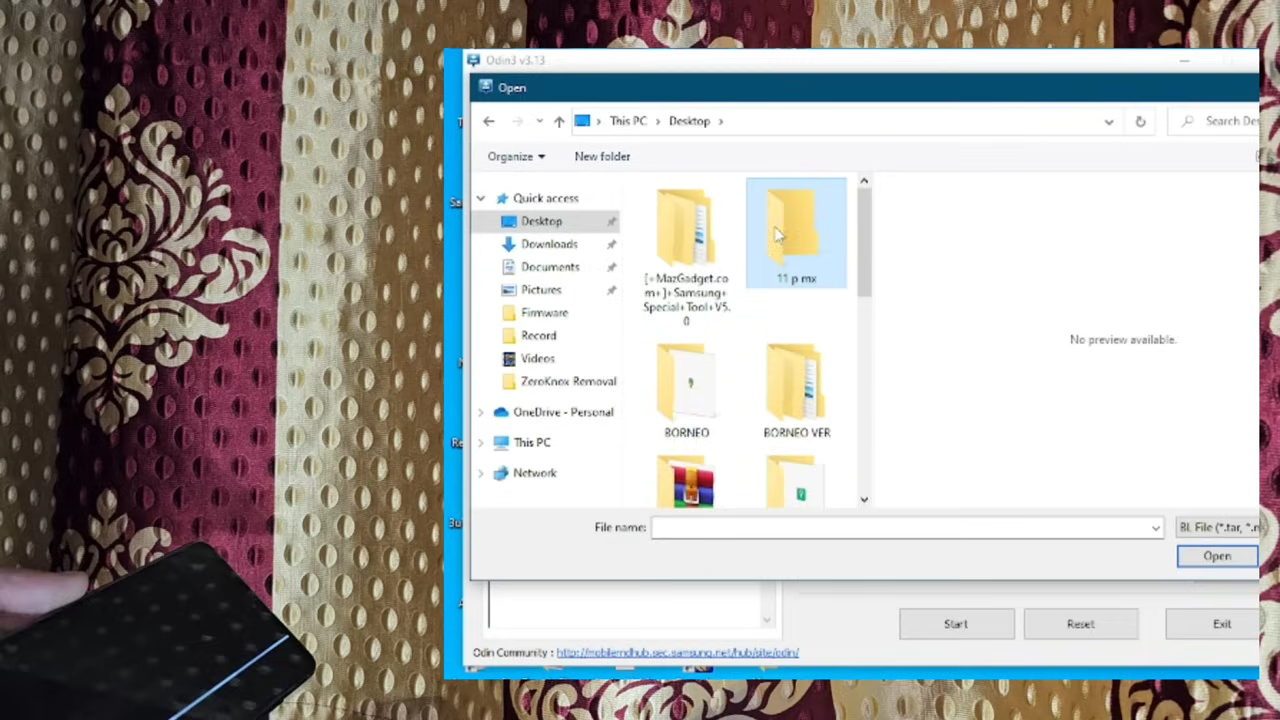 Odin3 v3.13
Open
This PC
Desktop
Search
Organize
New folder
Quick access
Desktop
Downloads
Documents
Pictures
Firmware
Record
Videos
ZeroKnox Removal
OneDrive - Personal
This PC
Network
[+MazGadget.co
m+]+Samsung+
Special+Tool+V5.
0
11 p mx
BORNEO
BORNEO VER
No preview available.
File name:
BL File (*.tar, *.m
Open
Start
Reset
Exit
Odin Community : http://mobilerndhub.sec.samsung.net/hub/site/odin/